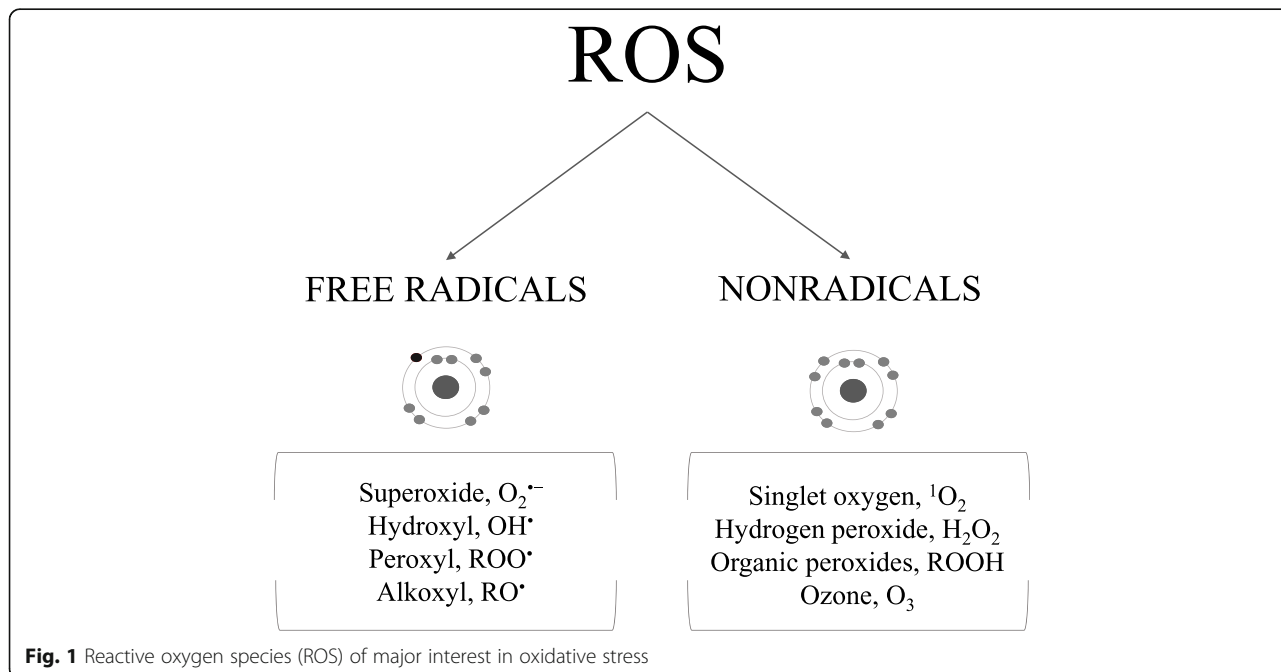 ROS
FREE RADICALS
NONRADICALS
Superoxide, O₂•−
Hydroxyl, OH•
Peroxyl, ROO•
Alkoxyl, RO•
Singlet oxygen, ¹O₂
Hydrogen peroxide, H₂O₂
Organic peroxides, ROOH
Ozone, O₃
Fig. 1 Reactive oxygen species (ROS) of major interest in oxidative stress